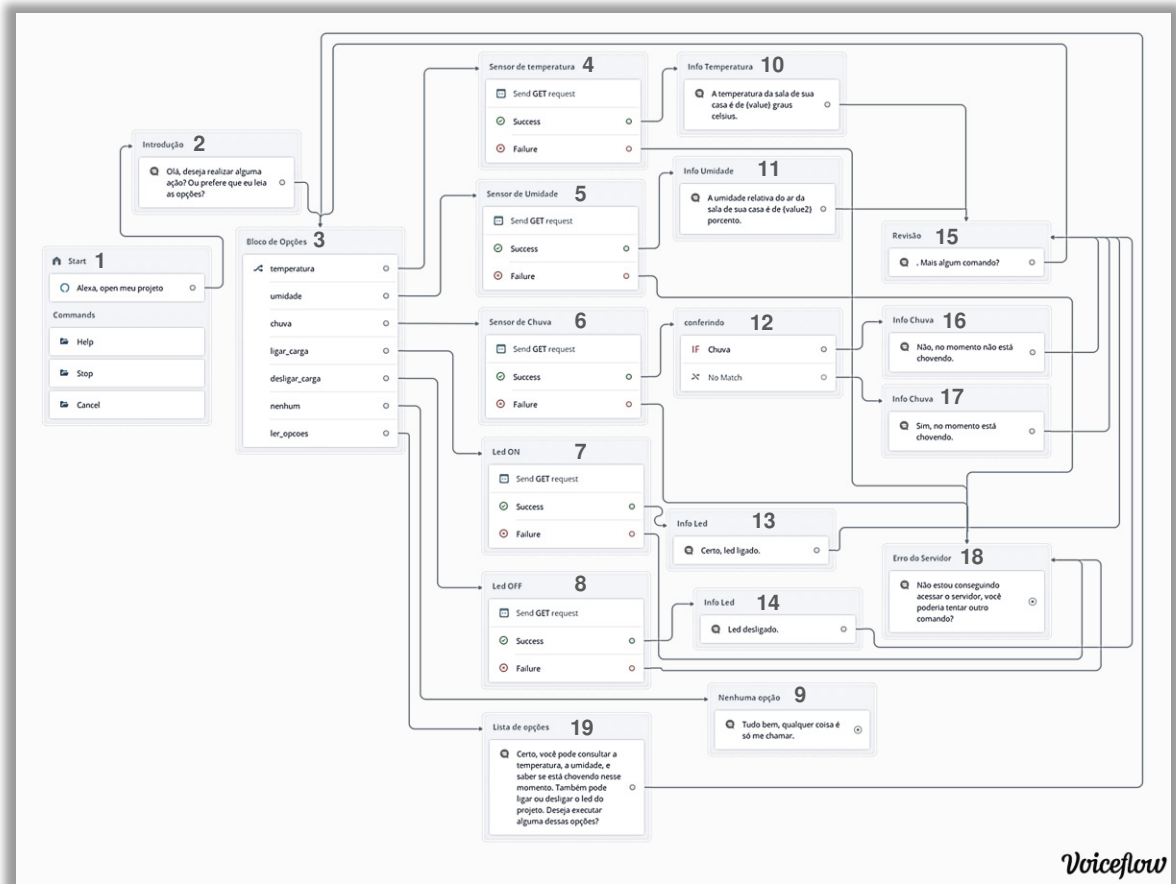 Start 1
Alexa, open meu projeto
Commands
Help
Stop
Cancel
Introdução 2
Olá, deseja realizar alguma
ação? Ou prefere que eu leia
as opções?
Bloco de Opções 3
temperatura
umidade
chuva
ligar_carga
desligar_carga
nenhum
ler_opcoes
Sensor de temperatura 4
Send GET request
Success
Failure
Sensor de Umidade 5
Send GET request
Success
Failure
Sensor de Chuva 6
Send GET request
Success
Failure
Led ON 7
Send GET request
Success
Failure
Led OFF 8
Send GET request
Success
Failure
Nenhuma opção 9
Tudo bem, qualquer coisa é
só me chamar.
Info Temperatura 10
A temperatura da sala de sua
casa é de {value} graus
celsius.
Info Umidade 11
A umidade relativa do ar da
sala de sua casa é de {value2}
porcento.
conferindo 12
IF Chuva
No Match
Info Led 13
Certo, led ligado.
Info Led 14
Led desligado.
Revisão 15
. Mais algum comando?
Info Chuva 16
Não, no momento não está
chovendo.
Info Chuva 17
Sim, no momento está
chovendo.
Erro do Servidor 18
Não estou conseguindo
acessar o servidor, você
poderia tentar outro
comando?
Lista de opções 19
Certo, você pode consultar a
temperatura, a umidade, e
saber se está chovendo nesse
momento. Também pode
ligar ou desligar o led do
projeto. Deseja executar
alguma dessas opções?
Voiceflow